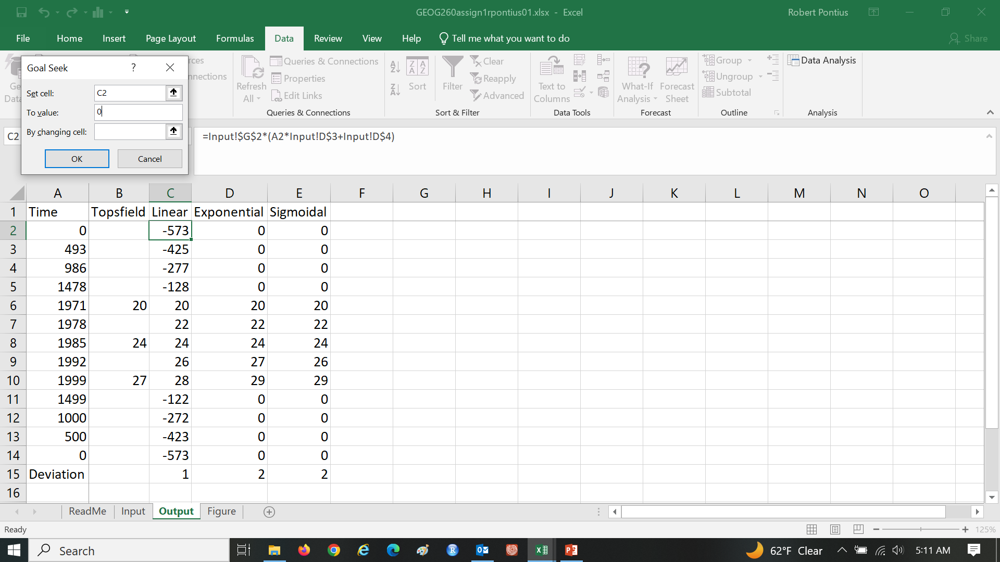 GEOG260assign1rpontius01.xlsx - Excel
Robert Pontius
File Home Insert Page Layout Formulas Data Review View Help Tell me what you want to do
Share
Goal Seek ?
Set cell: C2
To value: 0
By changing cell:
OK Cancel
Refresh
All
Queries & Connections
Properties
Edit Links
Queries & Connections
Sort
Filter
Clear
Reapply
Advanced
Sort & Filter
Text to
Columns
Data Tools
What-If
Analysis
Forecast
Sheet
Forecast
Group
Ungroup
Subtotal
Outline
Data Analysis
Analysis
C2
=Input!$G$2*(A2*Input!D$3+Input!D$4)
A B C D E F G H I J K L M N O
1 Time Topsfield Linear Exponential Sigmoidal
2 0 -573 0 0
3 493 -425 0 0
4 986 -277 0 0
5 1478 -128 0 0
6 1971 20 20 20 20
7 1978 22 22 22
8 1985 24 24 24 24
9 1992 26 27 26
10 1999 27 28 29 29
11 1499 -122 0 0
12 1000 -272 0 0
13 500 -423 0 0
14 0 -573 0 0
15 Deviation 1 2 2
16
ReadMe Input Output Figure
Ready
125%
Search
62°F Clear
5:11 AM